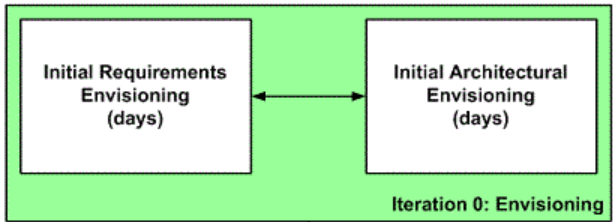 Initial Requirements
Envisioning
(days)
Initial Architectural
Envisioning
(days)
Iteration 0: Envisioning